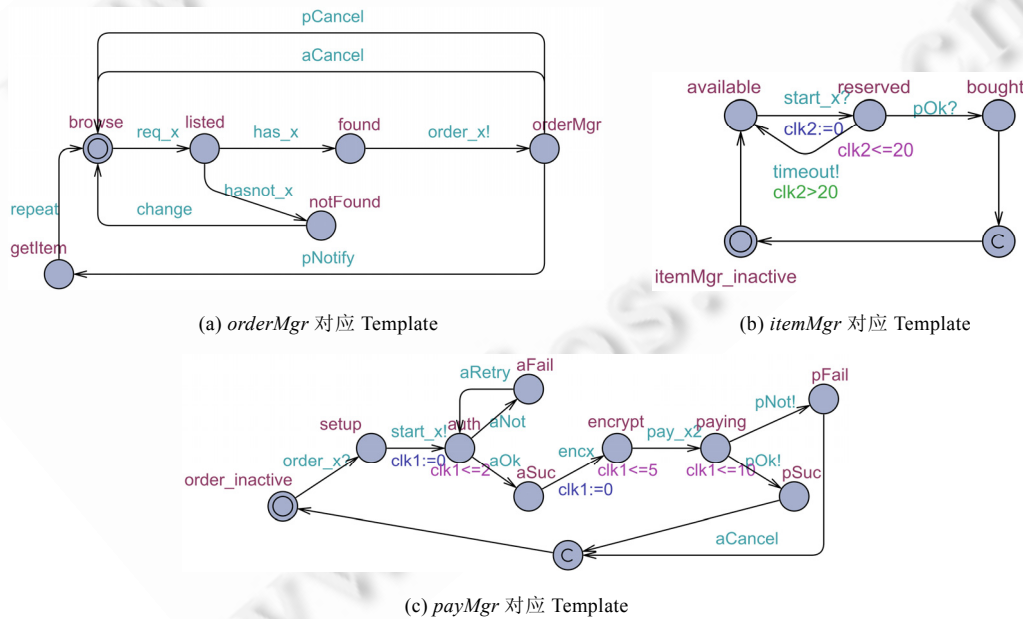 pCancel
aCancel
browse
req_x
listed
has_x
found
order_x!
orderMgr
hasnot_x
notFound
change
repeat
getItem
pNotify
(a) orderMgr 对应 Template
available
start_x?
reserved
bought
pOk?
clk2:=0
clk2<=20
timeout!
clk2>20
C
itemMgr_inactive
(b) itemMgr 对应 Template
aRetry
aFail
pFail
setup
start_x!
auth
aNot
encrypt
pay_x2
paying
pNot!
order_x?
clk1:=0
clk1<=2
aOk
encx
clk1<=5
clk1<=10
pOk!
order_inactive
aSuc
clk1:=0
pSuc
aCancel
C
(c) payMgr 对应 Template